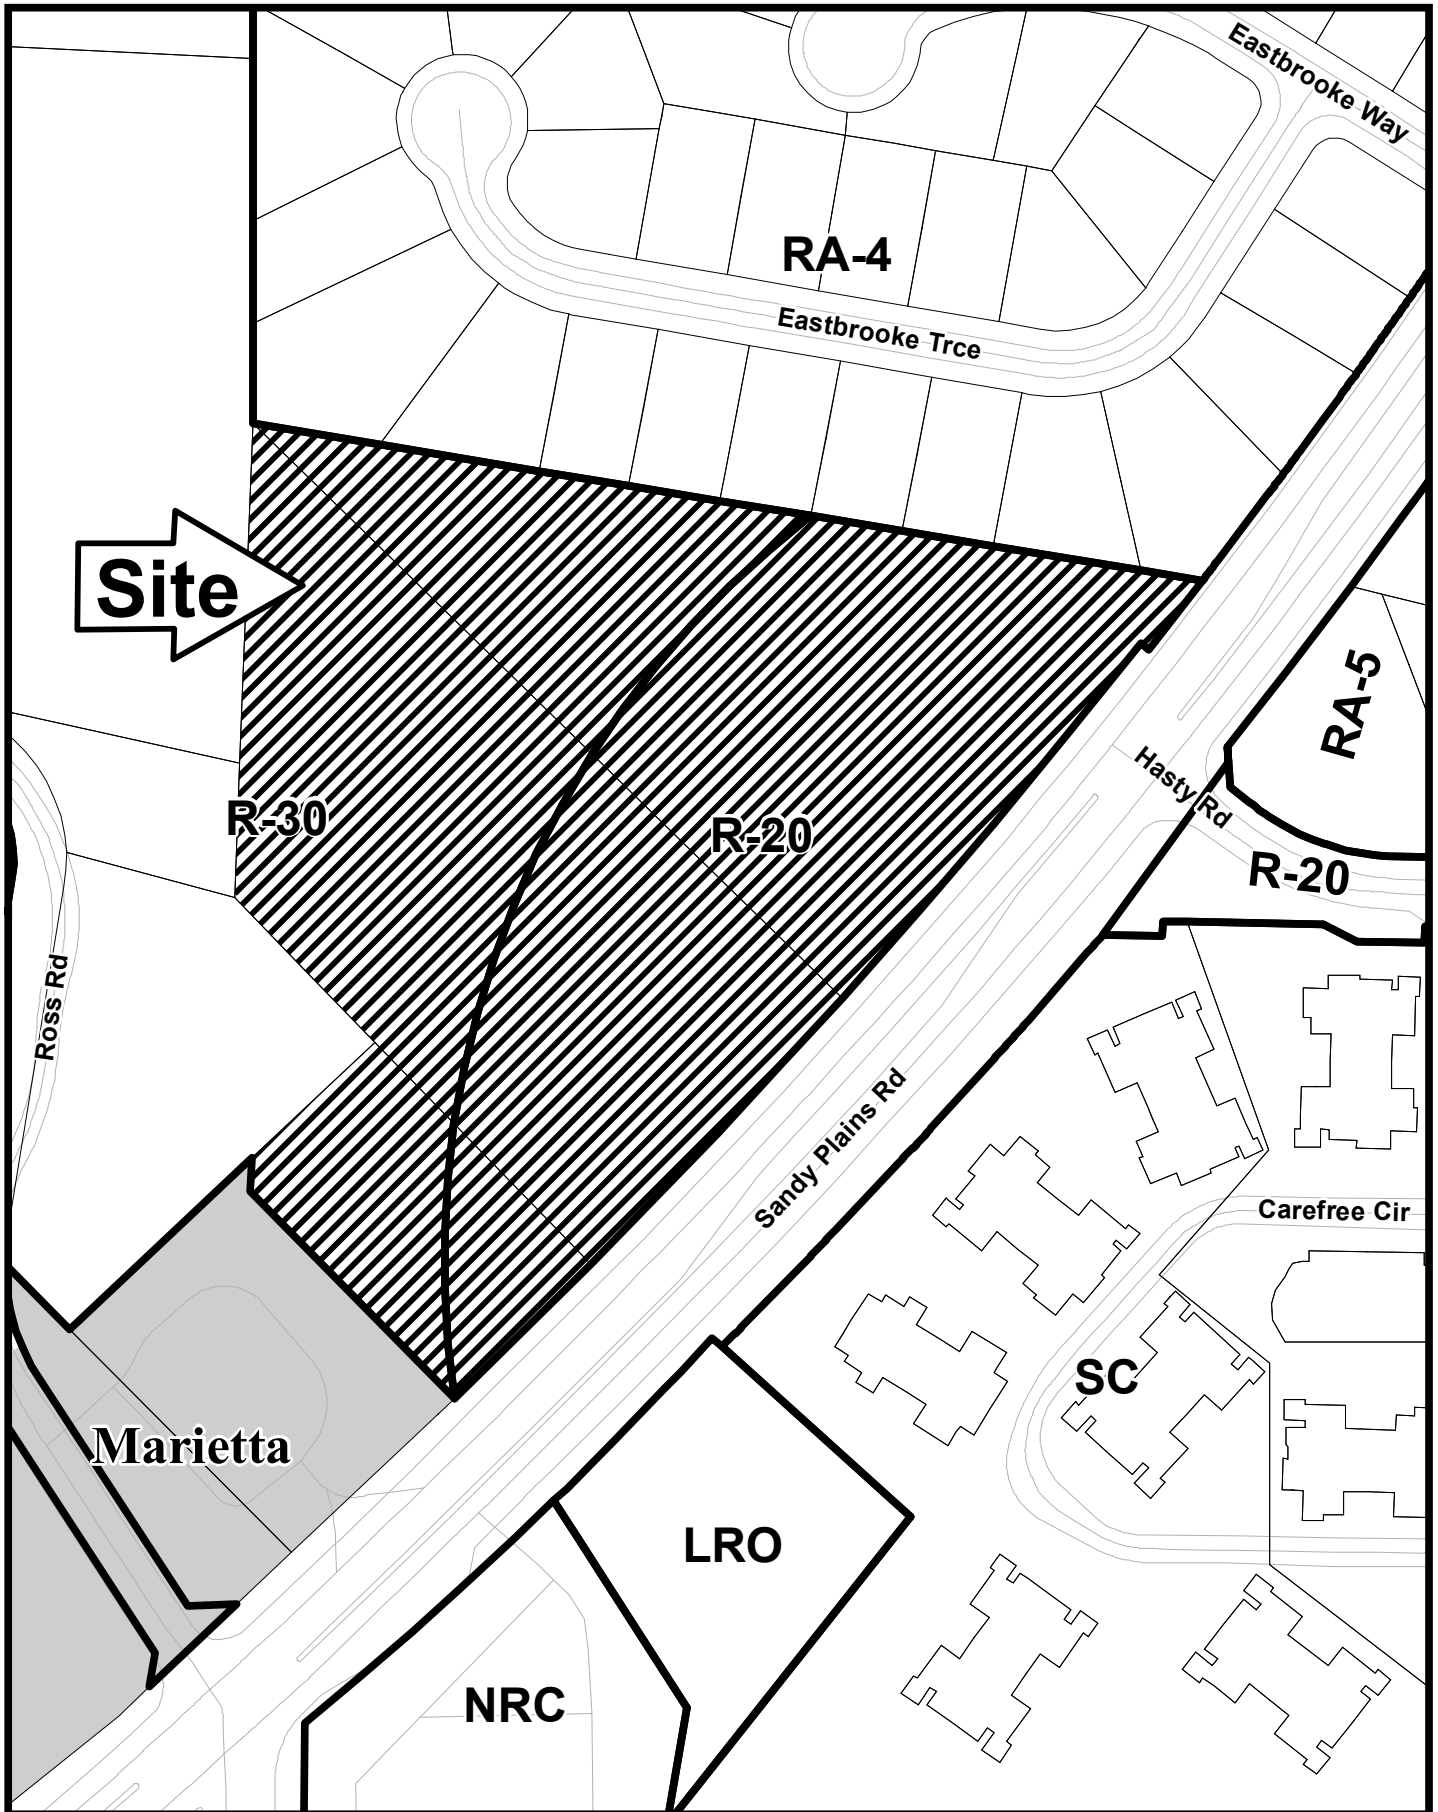 Eastbrooke Way
RA-4
Eastbrooke Trce
Site
RA-5
Hasty Rd
R-30
R-20
R-20
Ross Rd
Sandy Plains Rd
Carefree Cir
SC
Marietta
LRO
NRC